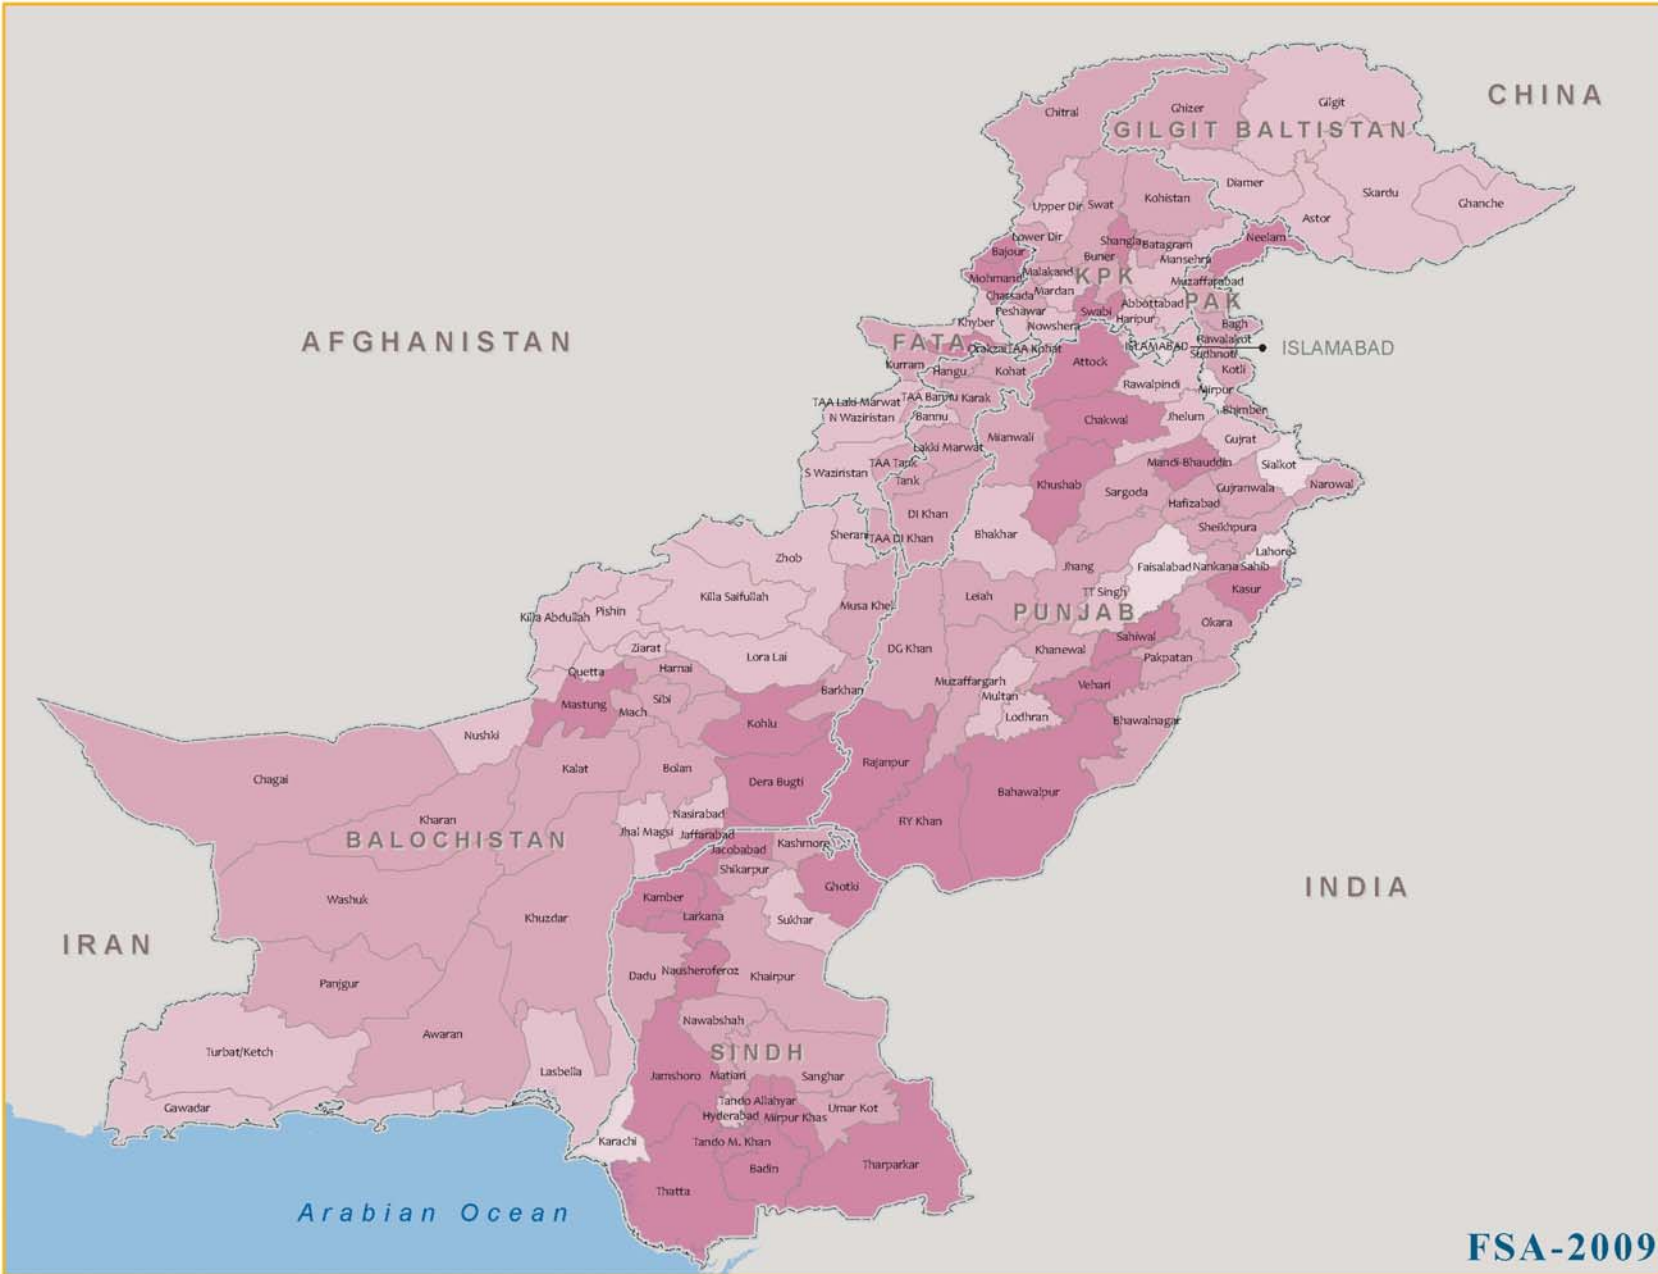 CHINA
Gilgit
Ghizer
Chitral
GILGIT BALTISTAN
Diamer
Skardu
Kohistan
Ghanche
Upper Dir
Swat
Astor
Lower Dir
Shangla
Batagram
Neelam
Bajour
Buner
Mansehra
Malakand
KPK
Mohmand
Muzaffarabad
Mardan
Charsada
Abbottabad
PAK
Peshawar
Swabi
Haripur
Khyber
Nowshera
Bagh
AFGHANISTAN
FATA
Rawalakot
Orakzai
TAA Kohat
ISLAMABAD
ISLAMABAD
Sudhnoti
Attock
Kurram
Hangu
Kohat
Kotli
Rawalpindi
Mirpur
TAA Laki Marwat
TAA Bannu
Karak
N Waziristan
Bannu
Jhelum
Bhimber
Chakwal
Mianwali
Gujrat
Lakki Marwat
TAA Tank
Mandi-Bhauddin
Sialkot
S Waziristan
Tank
Khushab
Sargoda
Gujranwala
Narowal
Hafizabad
DI Khan
Sheikhpura
Sherani
TAA DI Khan
Bhakhar
Lahore
Zhob
Jhang
Faisalabad
Nankana Sahib
TT Singh
Kasur
Killa Saifullah
Musa Khel
Leiah
PUNJAB
Killa Abdullah
Pishin
Okara
Sahiwal
Ziarat
Lora Lai
DG Khan
Khanewal
Pakpatan
Quetta
Harnai
Muzaffargarh
Vehari
Barkhan
Multan
Sibi
Mastung
Mach
Lodhran
Kohlu
Bhawalnagar
Nushki
Rajanpur
Chagai
Kalat
Bolan
Dera Bugti
Bahawalpur
Kharan
Nasirabad
RY Khan
BALOCHISTAN
Jhal Magsi
Jaffarabad
Jacobabad
Kashmore
Shikarpur
Ghotki
INDIA
Washuk
Kamber
Khuzdar
Larkana
Sukhar
IRAN
Dadu
Nausheroferoz
Khairpur
Panjgur
Nawabshah
Awaran
Turbat/Ketch
SINDH
Lasbella
Jamshoro
Matiari
Sanghar
Gawadar
Tando Allahyar
Umar Kot
Hyderabad
Mirpur Khas
Karachi
Tando M. Khan
Tharparkar
Badin
Thatta
Arabian Ocean
FSA-2009